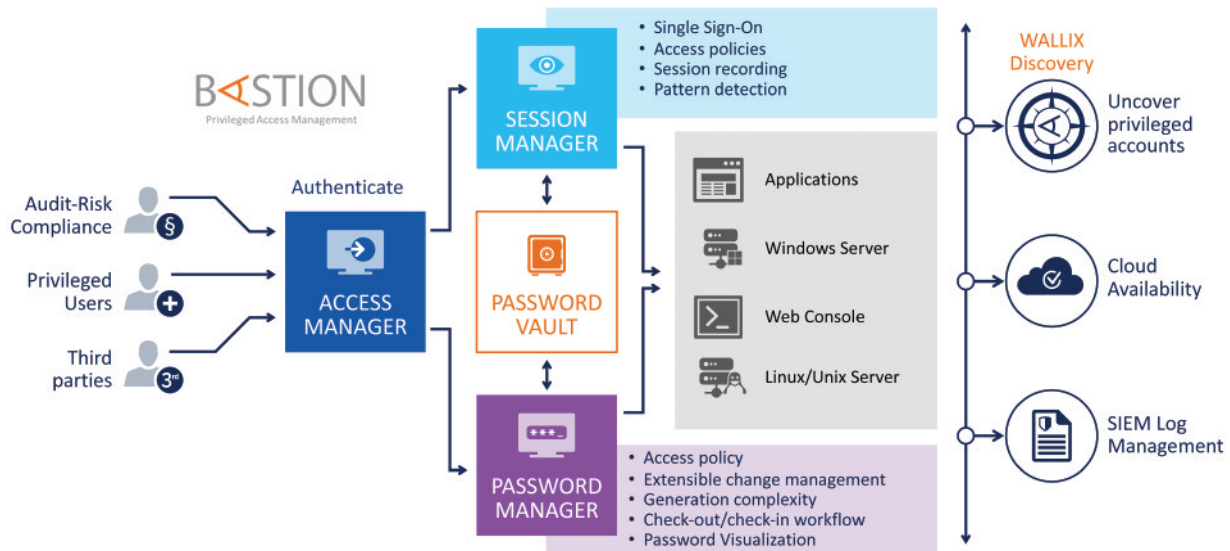 BASTION
Privileged Access Management
Audit-Risk
Compliance
§
Privileged
Users
Third
parties
3rd
Authenticate
ACCESS
MANAGER
SESSION
MANAGER
PASSWORD
VAULT
***_
PASSWORD
MANAGER
• Single Sign-On
• Access policies
• Session recording
• Pattern detection
Applications
Windows Server
Web Console
Linux/Unix Server
• Access policy
• Extensible change management
• Generation complexity
• Check-out/check-in workflow
• Password Visualization
WALLIX
Discovery
Uncover
privileged
accounts
Cloud
Availability
SIEM Log
Management